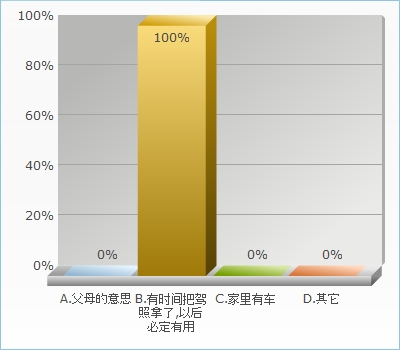 100%
100%
80%
60%
40%
20%
0%
0%
0%
0%
A.父母的意思
B.有时间把驾
照拿了,以后
必定有用
C.家里有车
D.其它